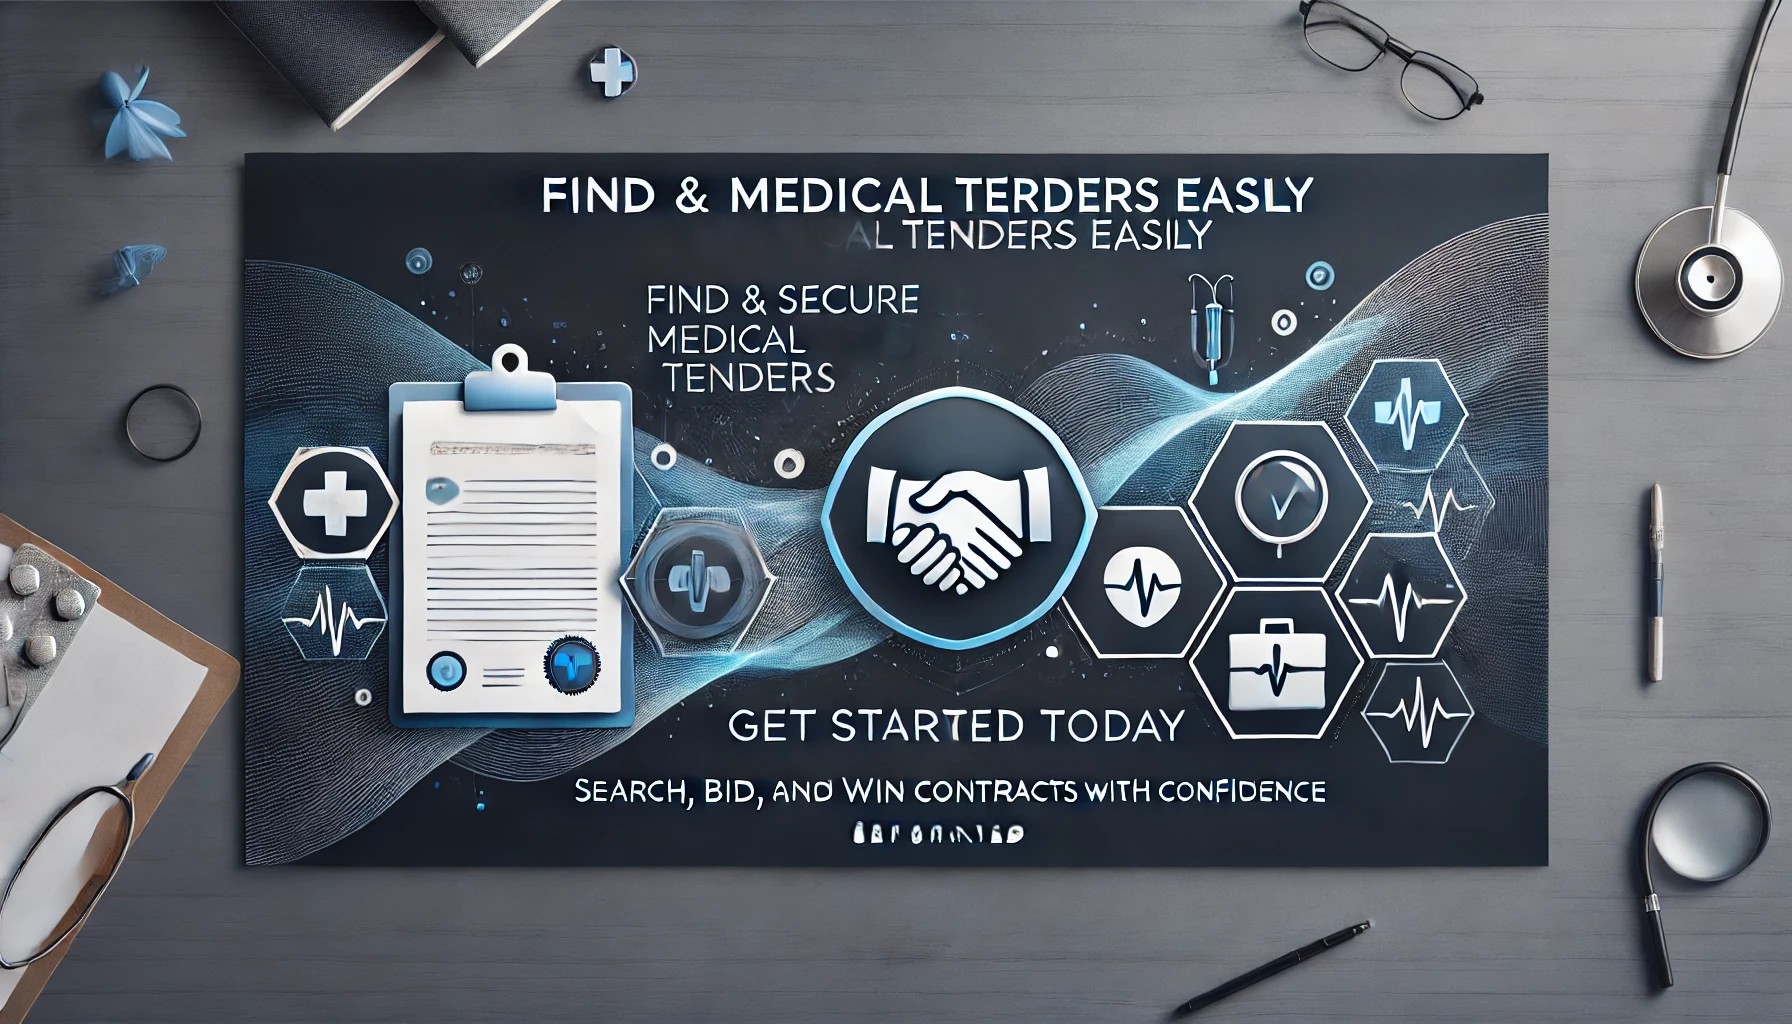 FIND & MEDICAL TERDERS EASLY
AL TENDERS EASILY
FIND & SECURE
MEDICAL
TENDERS
GET STARTED TODAY
SEARCH, BID, AND WIN CONTRACTS WITH CONFIDENCE